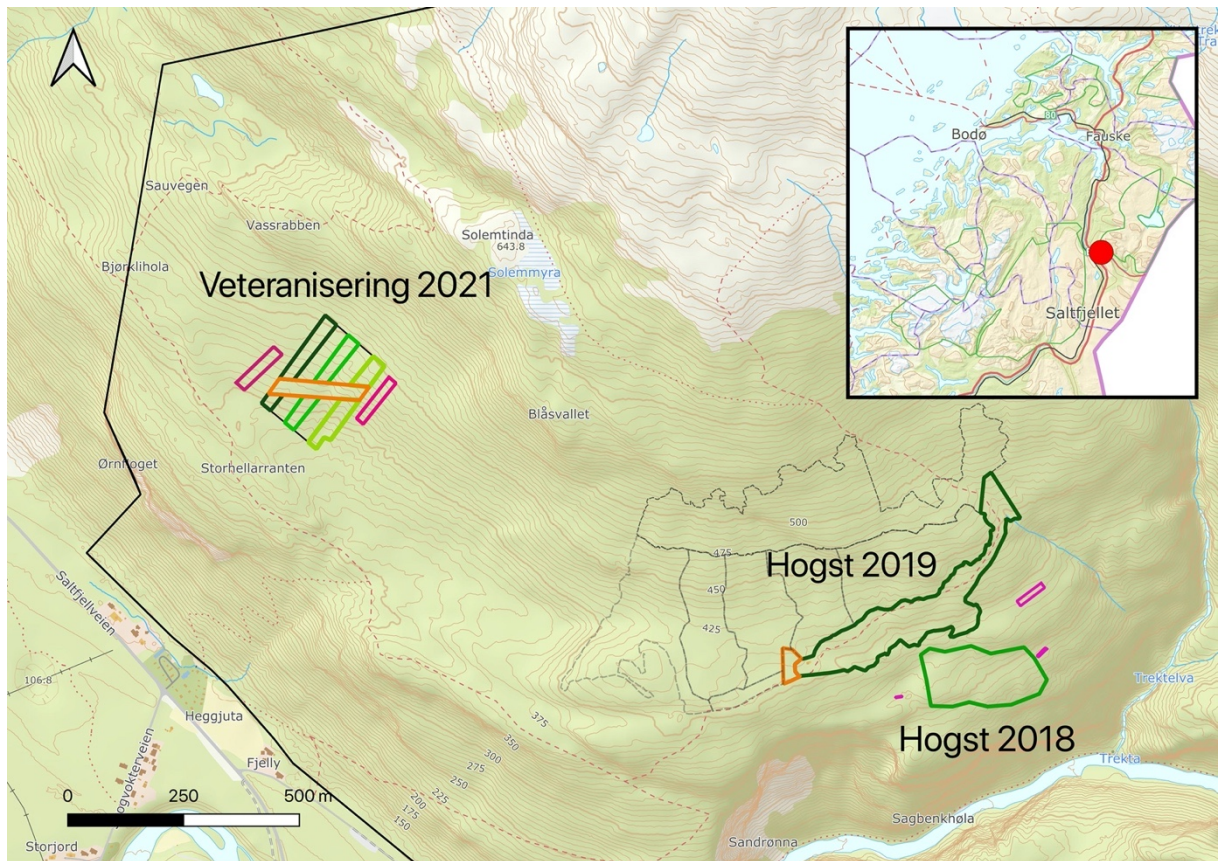 Bodø
Fauske
80
Saltfjellet
Sauvegen
Vassrabben
Solemtinda
643.8
Solemmyra
Bjørklihola
Veteranisering 2021
Blåsvallet
Storhellarranten
500
475
Hogst 2019
450
425
Saltfjellveien
106.8
Trektelva
Heggjuta
375
350
300
275
250
225
200
175
150
Hogst 2018
Fjelly
Trekta
0 250 500 m
Sagbenkhøla
Storjord
Sandrønna